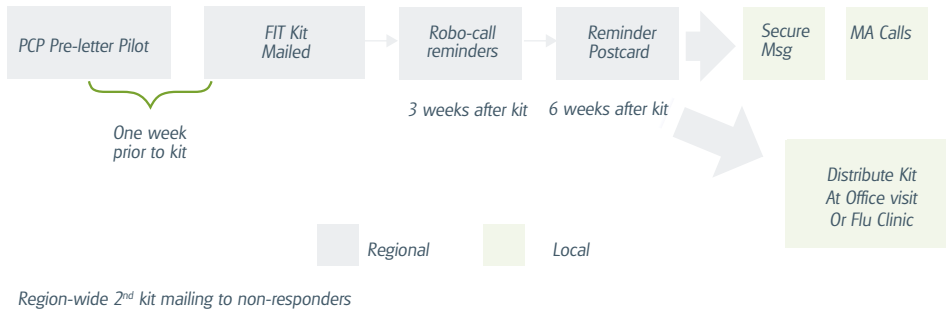 PCP Pre-letter Pilot
FIT Kit
Mailed
Robo-call
reminders
Reminder
Postcard
Secure
Msg
MA Calls
One week
prior to kit
3 weeks after kit
6 weeks after kit
Distribute Kit
At Office visit
Or Flu Clinic
Regional
Local
Region-wide 2nd kit mailing to non-responders